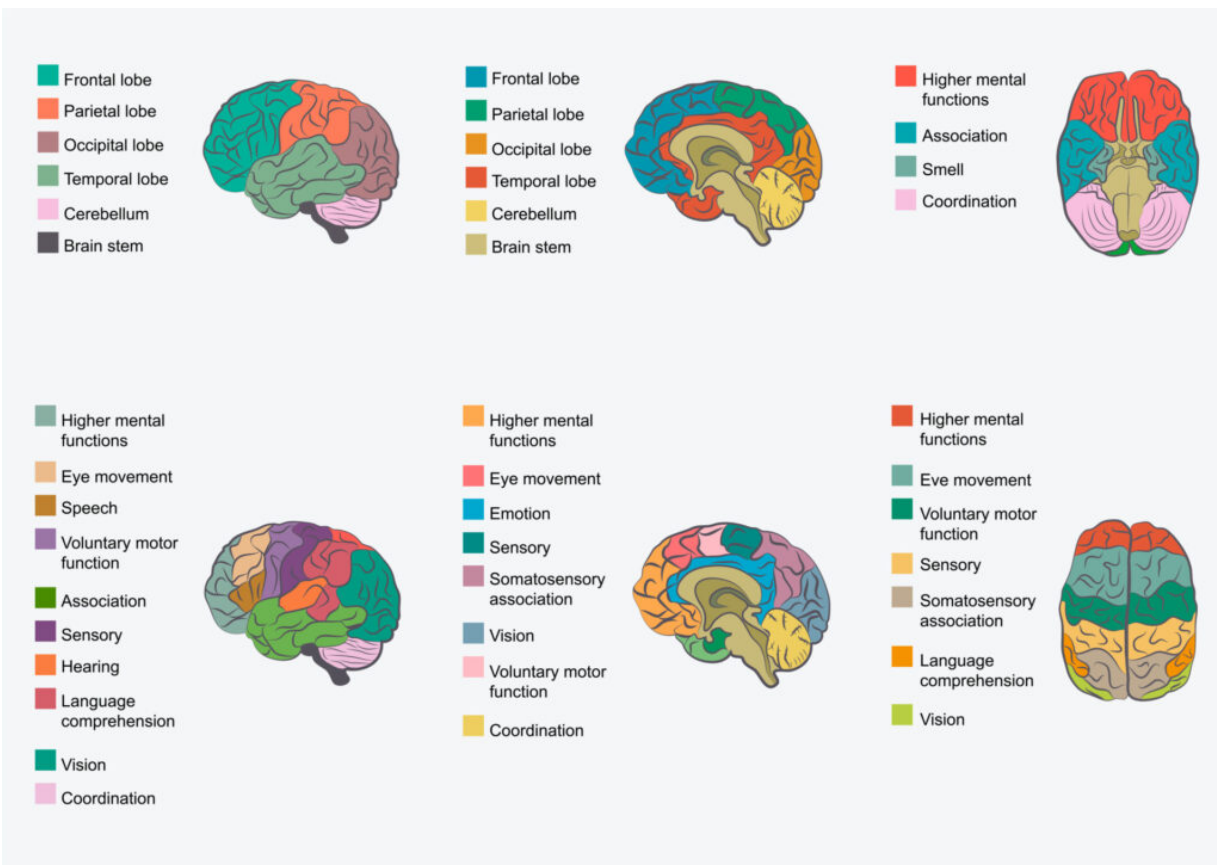 Frontal lobe
Parietal lobe
Occipital lobe
Temporal lobe
Cerebellum
Brain stem
Frontal lobe
Parietal lobe
Occipital lobe
Temporal lobe
Cerebellum
Brain stem
Higher mental
functions
Association
Smell
Coordination
Higher mental
functions
Eye movement
Speech
Voluntary motor
function
Association
Sensory
Hearing
Language
comprehension
Vision
Coordination
Higher mental
functions
Eye movement
Emotion
Sensory
Somatosensory
association
Vision
Voluntary motor
function
Coordination
Higher mental
functions
Eve movement
Voluntary motor
function
Sensory
Somatosensory
association
Language
comprehension
Vision